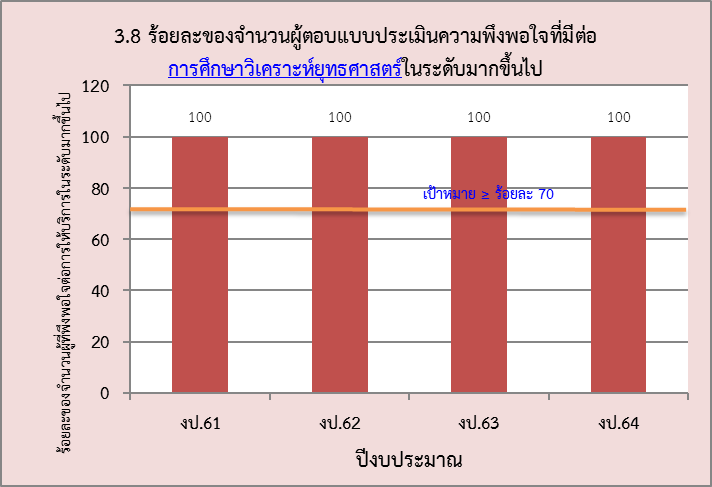 3.8 ร้อยละของจำนวนผู้ตอบแบบประเมินความพึงพอใจที่มีต่อ
การศึกษาวิเคราะห์ยุทธศาสตร์ในระดับมากขึ้นไป
ร้อยละของจำนวนผู้ที่พึงพอใจต่อการให้บริการในระดับมากขึ้นไป
120
100
80
60
40
20
0
100 100 100 100
เป้าหมาย ≥ ร้อยละ 70
งป.61 งป.62 งป.63 งป.64
ปีงบประมาณ